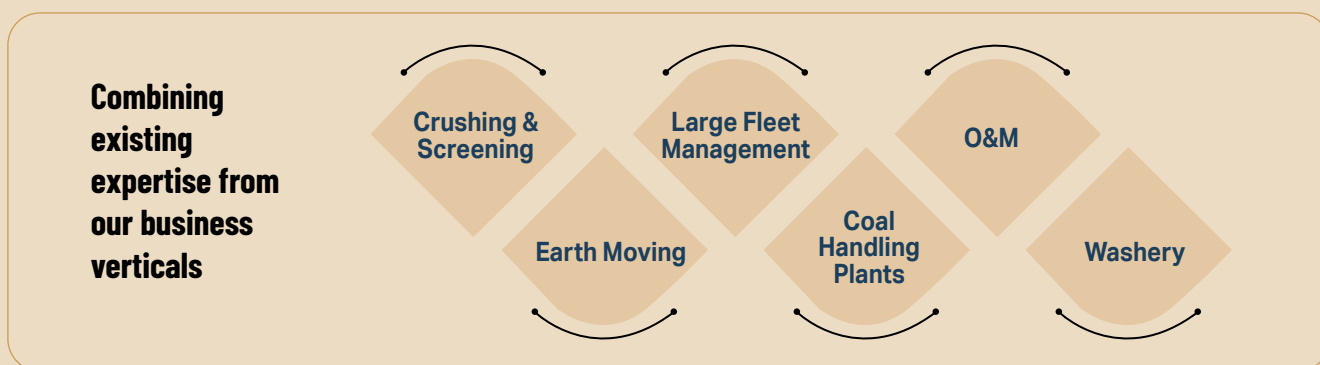 Combining
existing
expertise from
our business
verticals
Crushing &
Screening
Earth Moving
Large Fleet
Management
Coal
Handling
Plants
O&M
Washery